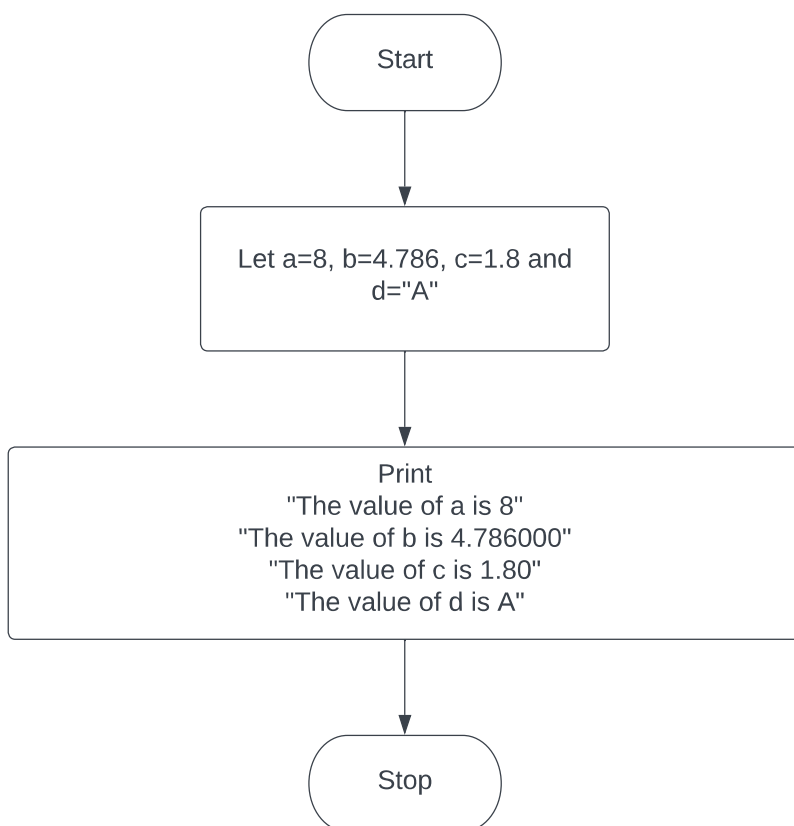 Start
Let a=8, b=4.786, c=1.8 and
d="A"
Print
"The value of a is 8"
"The value of b is 4.786000"
"The value of c is 1.80"
"The value of d is A"
Stop